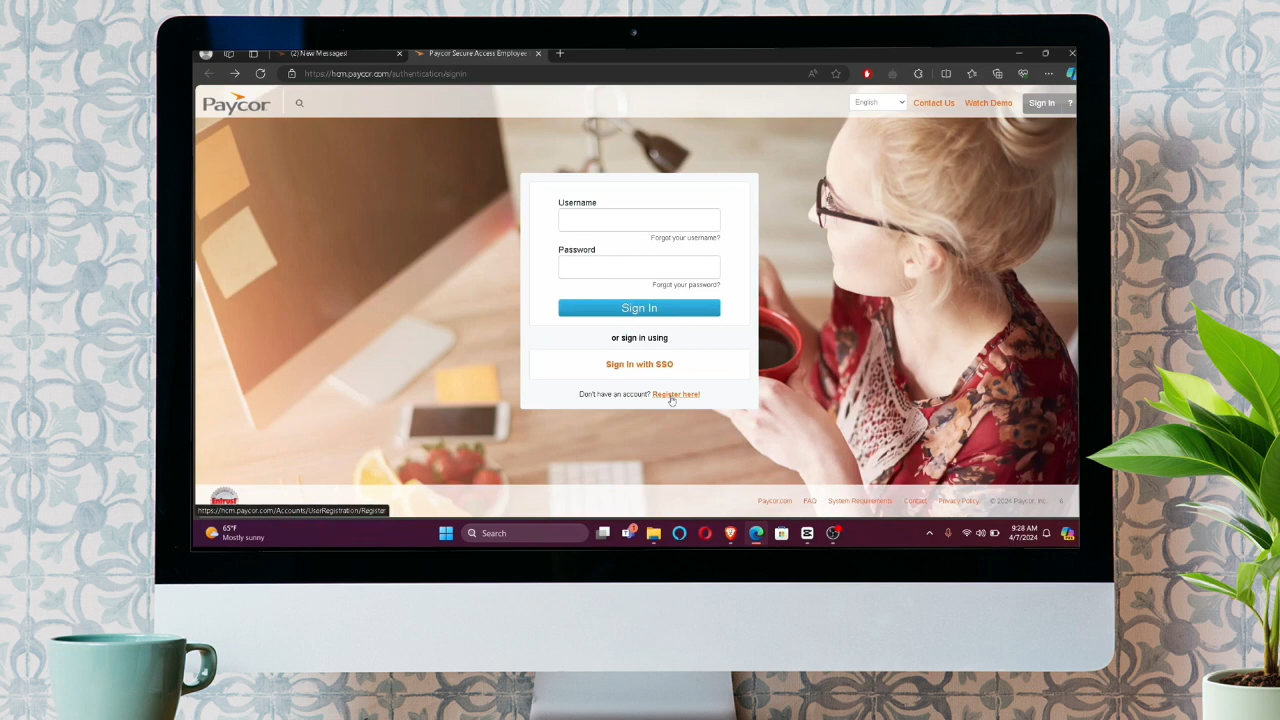 (2) New Messages!
Paycor Secure Access Employee
https://hcm.paycor.com/authentication/signin
Paycor
English
Contact Us
Watch Demo
Sign In
?
Username
Forgot your username?
Password
Forgot your password?
Sign In
or sign in using
Sign In with SSO
Don't have an account? Register here!
Entrust
Paycor.com
FAQ
System Requirements
Contact
Privacy Policy
© 2024 Paycor, Inc.
6
https://hcm.paycor.com/Accounts/UserRegistration/Register
65°F
Mostly sunny
Search
9:28 AM
4/7/2024